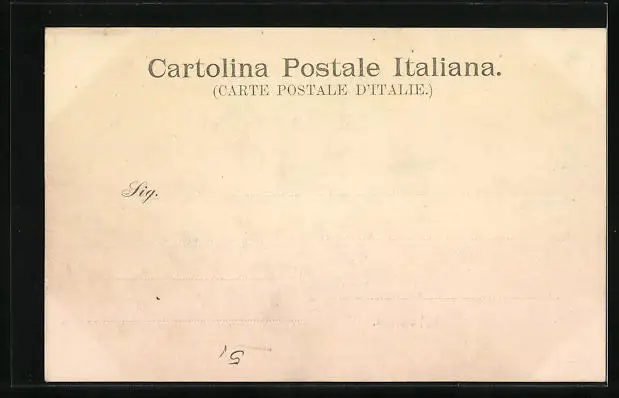 Cartolina Postale Italiana.
(CARTE POSTALE D'ITALIE.)
Sig.